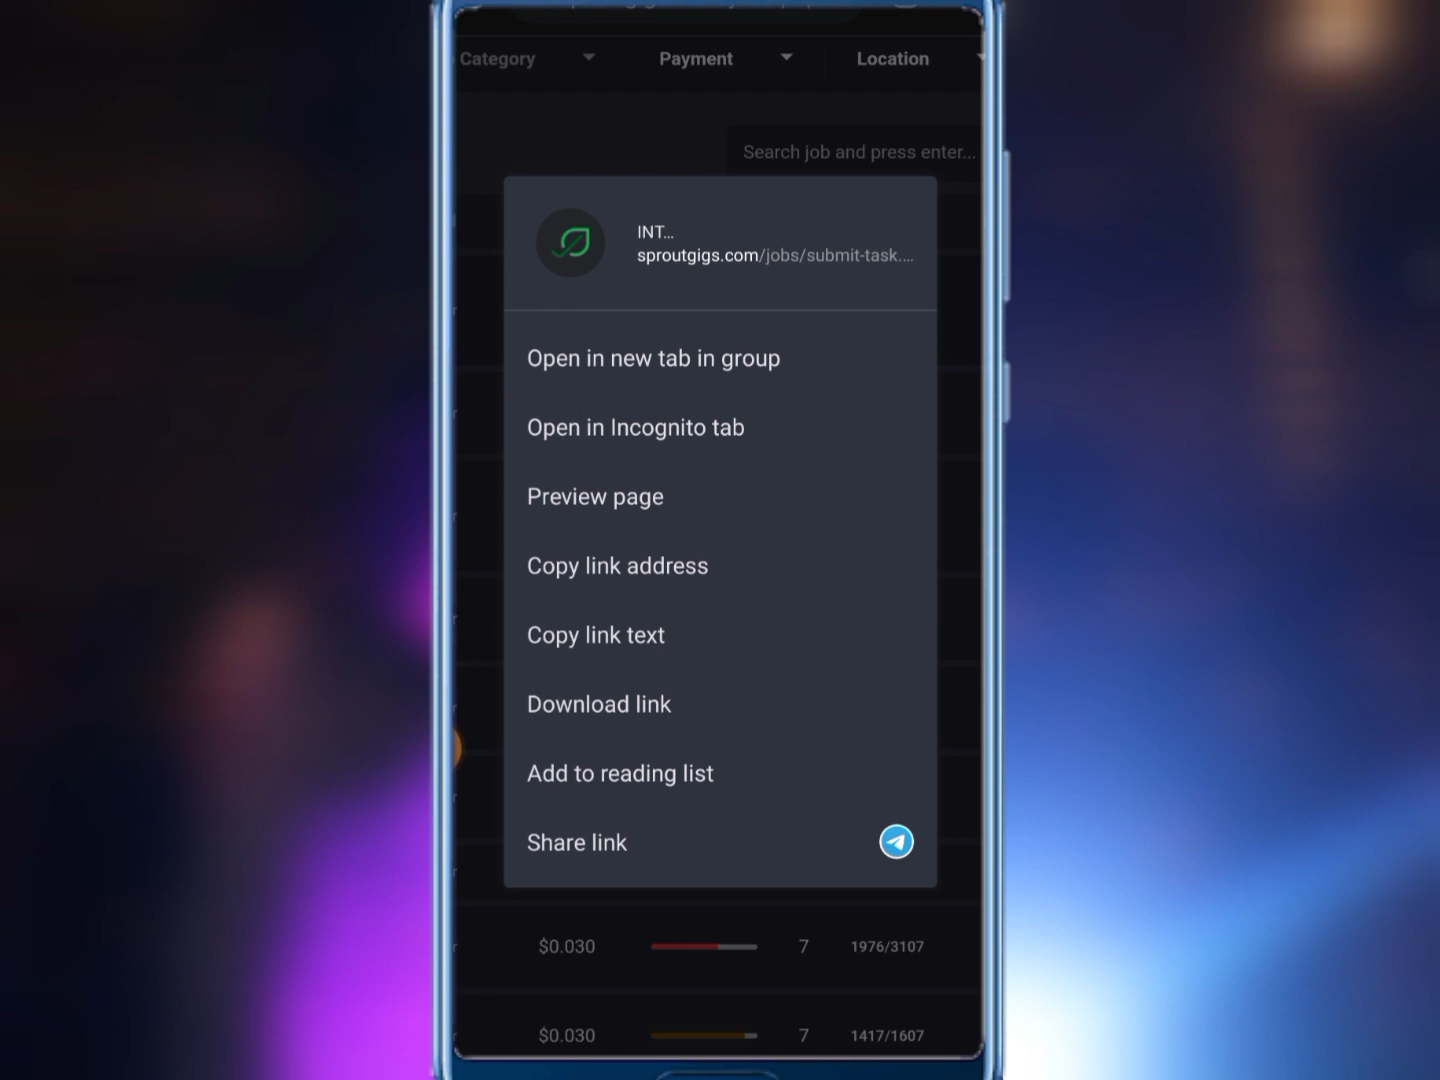 Category
Payment
Location
Search job and press enter...
INT...
sproutgigs.com/jobs/submit-task....
Open in new tab in group
Open in Incognito tab
Preview page
Copy link address
Copy link text
Download link
Add to reading list
Share link
$0.030 7 1976/3107
$0.030 7 1417/1607